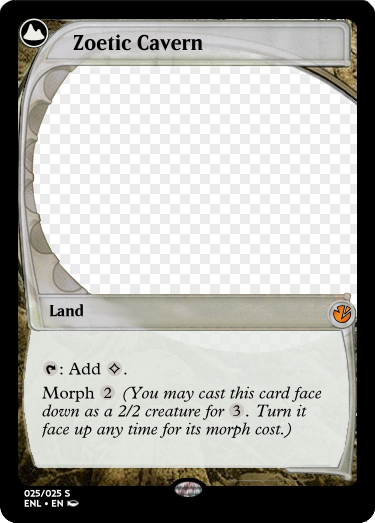 Zoetic Cavern
Land
: Add .
Morph 2 (You may cast this card face
down as a 2/2 creature for 3. Turn it
face up any time for its morph cost.)
025/025 S
ENL • EN